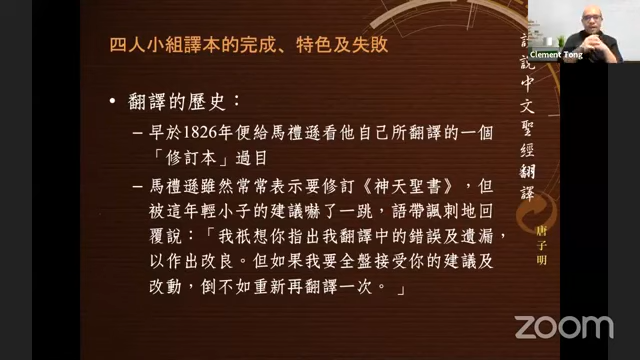 四人小組譯本的完成、特色及失敗
• 翻譯的歷史：
– 早於1826年便給馬禮遜看他自己所翻譯的一個
「修訂本」過目
– 馬禮遜雖然常常表示要修訂《神天聖書》，但
被這年輕小子的建議嚇了一跳，語帶諷刺地回
覆說：「我祇想你指出我翻譯中的錯誤及遺漏，
以作出改良。但如果我要全盤接受你的建議及
改動，倒不如重新再翻譯一次。」
Clement Tong
說中文聖經翻譯
唐子明
zoom